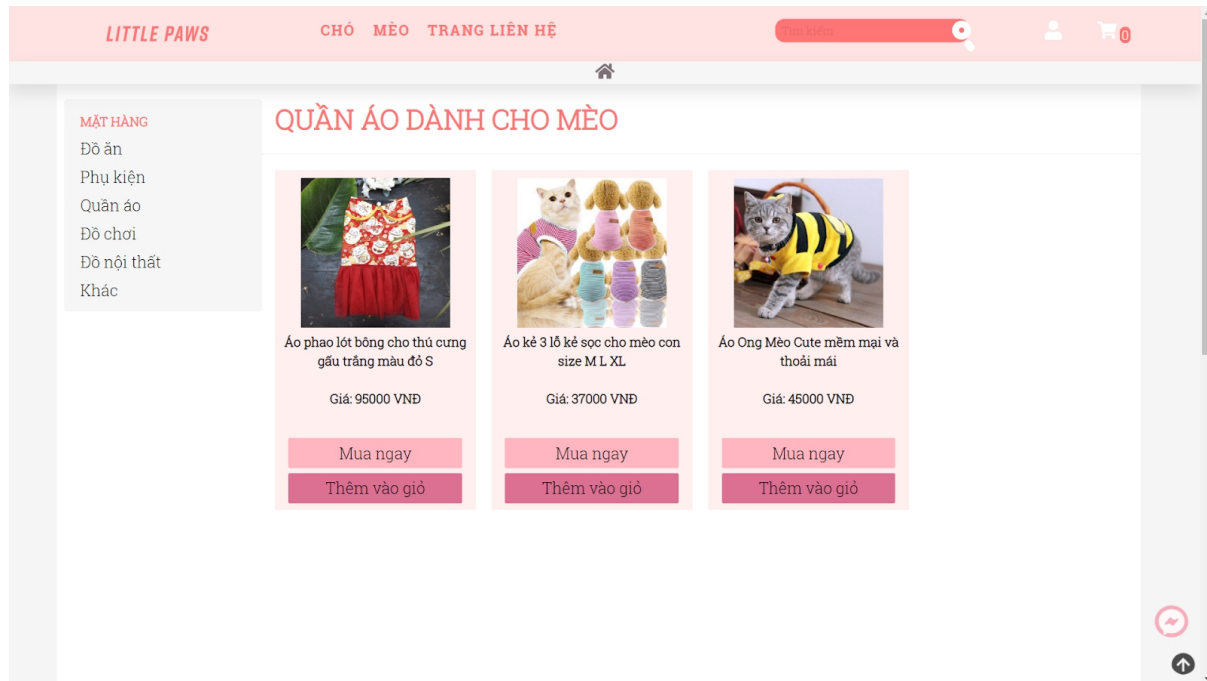 LITTLE PAWS
CHÓ MÈO TRANG LIÊN HỆ
Tìm kiếm
0
MẶT HÀNG
Đồ ăn
Phụ kiện
Quần áo
Đồ chơi
Đồ nội thất
Khác
QUẦN ÁO DÀNH CHO MÈO
Áo phao lót bông cho thú cưng
gấu trắng màu đỏ S
Giá: 95000 VNĐ
Mua ngay
Thêm vào giỏ
Áo kẻ 3 lỗ kẻ sọc cho mèo con
size M L XL
Giá: 37000 VNĐ
Mua ngay
Thêm vào giỏ
Áo Ong Mèo Cute mềm mại và
thoải mái
Giá: 45000 VNĐ
Mua ngay
Thêm vào giỏ